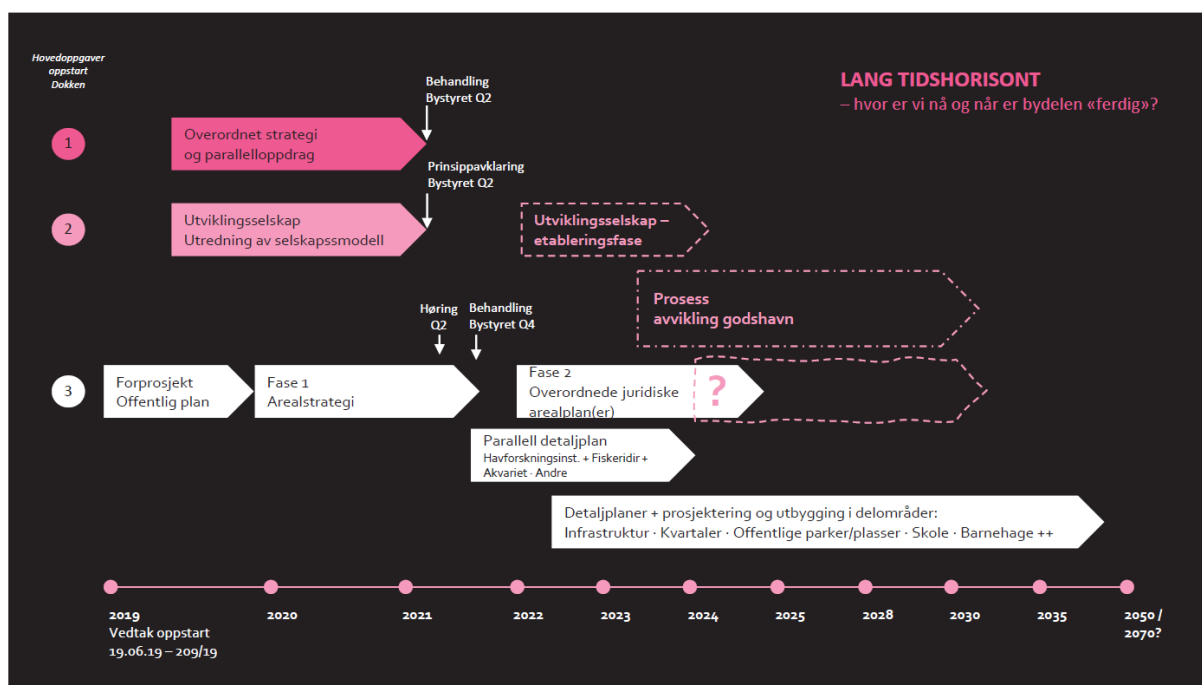 Hovedoppgaver
oppstart
Dokken
LANG TIDSHORISONT
– hvor er vi nå og når er bydelen «ferdig»?
Behandling
Bystyret Q2
1
Overordnet strategi
og parallelloppdrag
Prinsippavklaring
Bystyret Q2
2
Utviklingsselskap
Utredning av selskapssmodell
Utviklingsselskap –
etableringsfase
Prosess
avvikling godshavn
Høring
Q2
Behandling
Bystyret Q4
3
Forprosjekt
Offentlig plan
Fase 1
Arealstrategi
Fase 2
Overordnede juridiske
arealplan(er)
?
Parallell detaljplan
Havforskningsinst. + Fiskeridir +
Akvariet · Andre
Detaljplaner + prosjektering og utbygging i delområder:
Infrastruktur · Kvartaler · Offentlige parker/plasser · Skole · Barnehage ++
2019
Vedtak oppstart
19.06.19 – 209/19
2020
2021
2022
2023
2024
2025
2028
2030
2035
2050 /
2070?